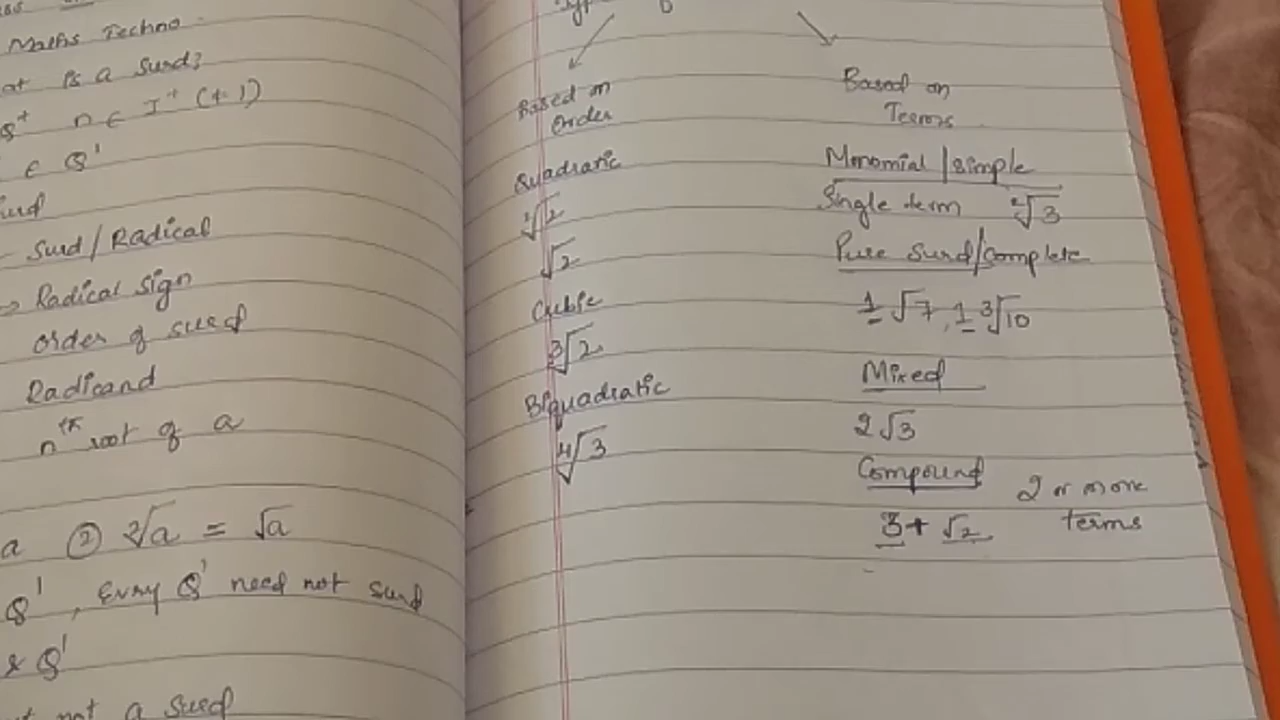 Maths Techno
at is a Surd?
Q⁺ n ∈ I⁺ (≠1)
∈ Q'
Surd / Radical
→ Radical Sign
order of surd
Radicand
nᵗʰ root of a
a ② ²√a = √a
Q' , Every Q' need not surd
& Q'
not a surd
Based on
Order
Quadratic
²√2
√2
Cubic
³√2
Biquadratic
⁴√3
Based on
Terms
Monomial / simple
Single term ²√3
Pure Surd/Complete
1 √7, 1 ³√10
Mixed
2√3
Compound 2 or more
terms
3 + √2